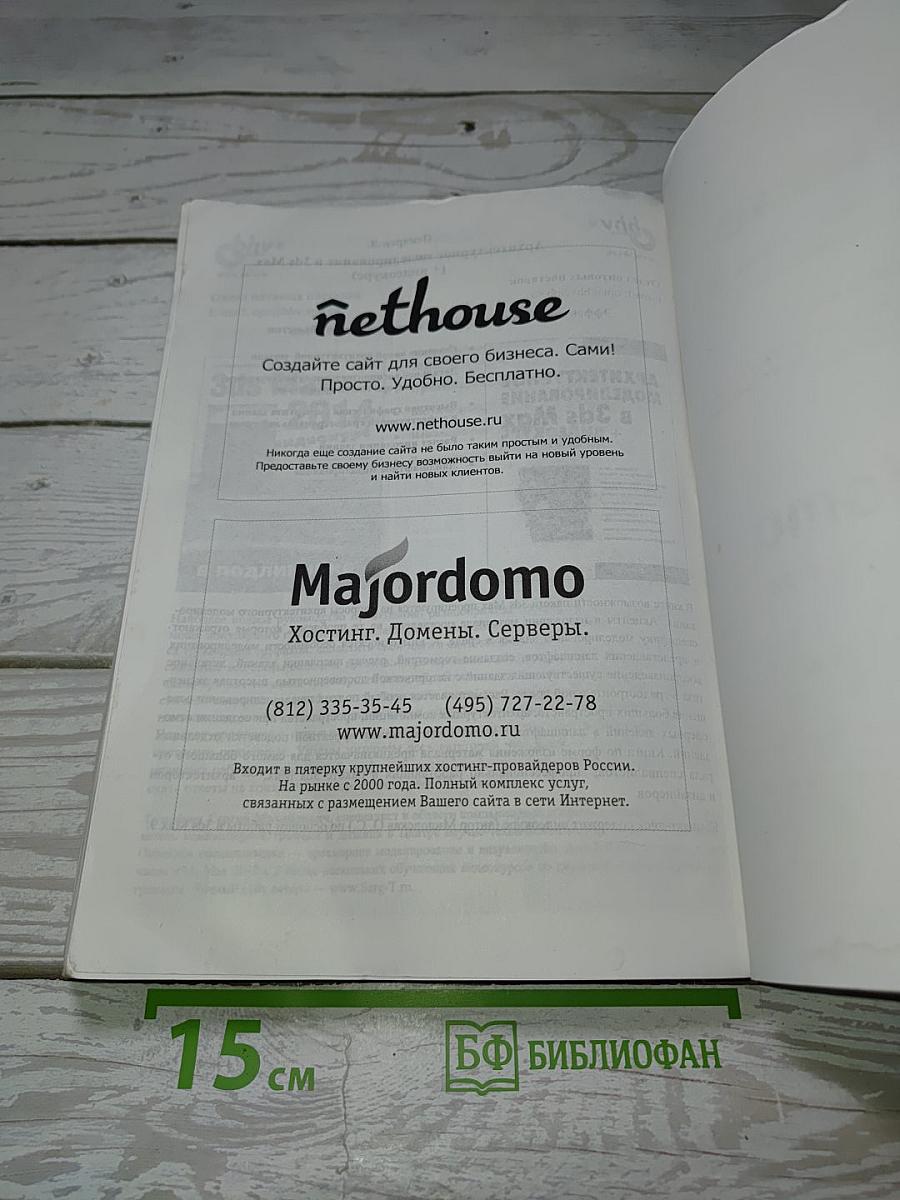 n̂ethouse
Создайте сайт для своего бизнеса. Сами!
Просто. Удобно. Бесплатно.
www.nethouse.ru
Никогда еще создание сайта не было таким простым и удобным.
Предоставьте своему бизнесу возможность выйти на новый уровень
и найти новых клиентов.
Majordomo
Хостинг. Домены. Серверы.
(812) 335-35-45 (495) 727-22-78
www.majordomo.ru
Входит в пятерку крупнейших хостинг-провайдеров России.
На рынке с 2000 года. Полный комплекс услуг,
связанных с размещением Вашего сайта в сети Интернет.
15 см
БФ БИБЛИОФАН